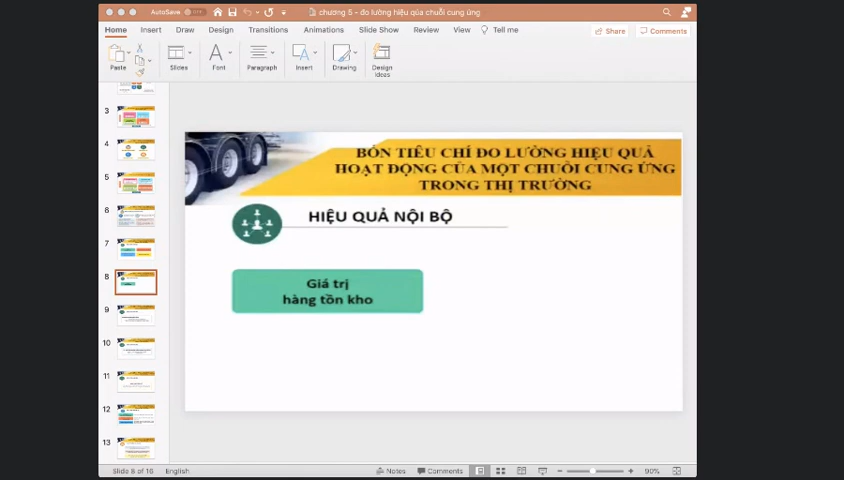 AutoSave
chương 5 - đo lường hiệu qủa chuỗi cung ứng
Home Insert Draw Design Transitions Animations Slide Show Review View Tell me Share Comments
Paste Slides Font Paragraph Insert Drawing Design Ideas
3
4
5
6
7
8
9
10
11
12
13
BỐN TIÊU CHÍ ĐO LƯỜNG HIỆU QUẢ
HOẠT ĐỘNG CỦA MỘT CHUỖI CUNG ỨNG
TRONG THỊ TRƯỜNG
HIỆU QUẢ NỘI BỘ
Giá trị
hàng tồn kho
Slide 8 of 16 English Notes Comments 90%